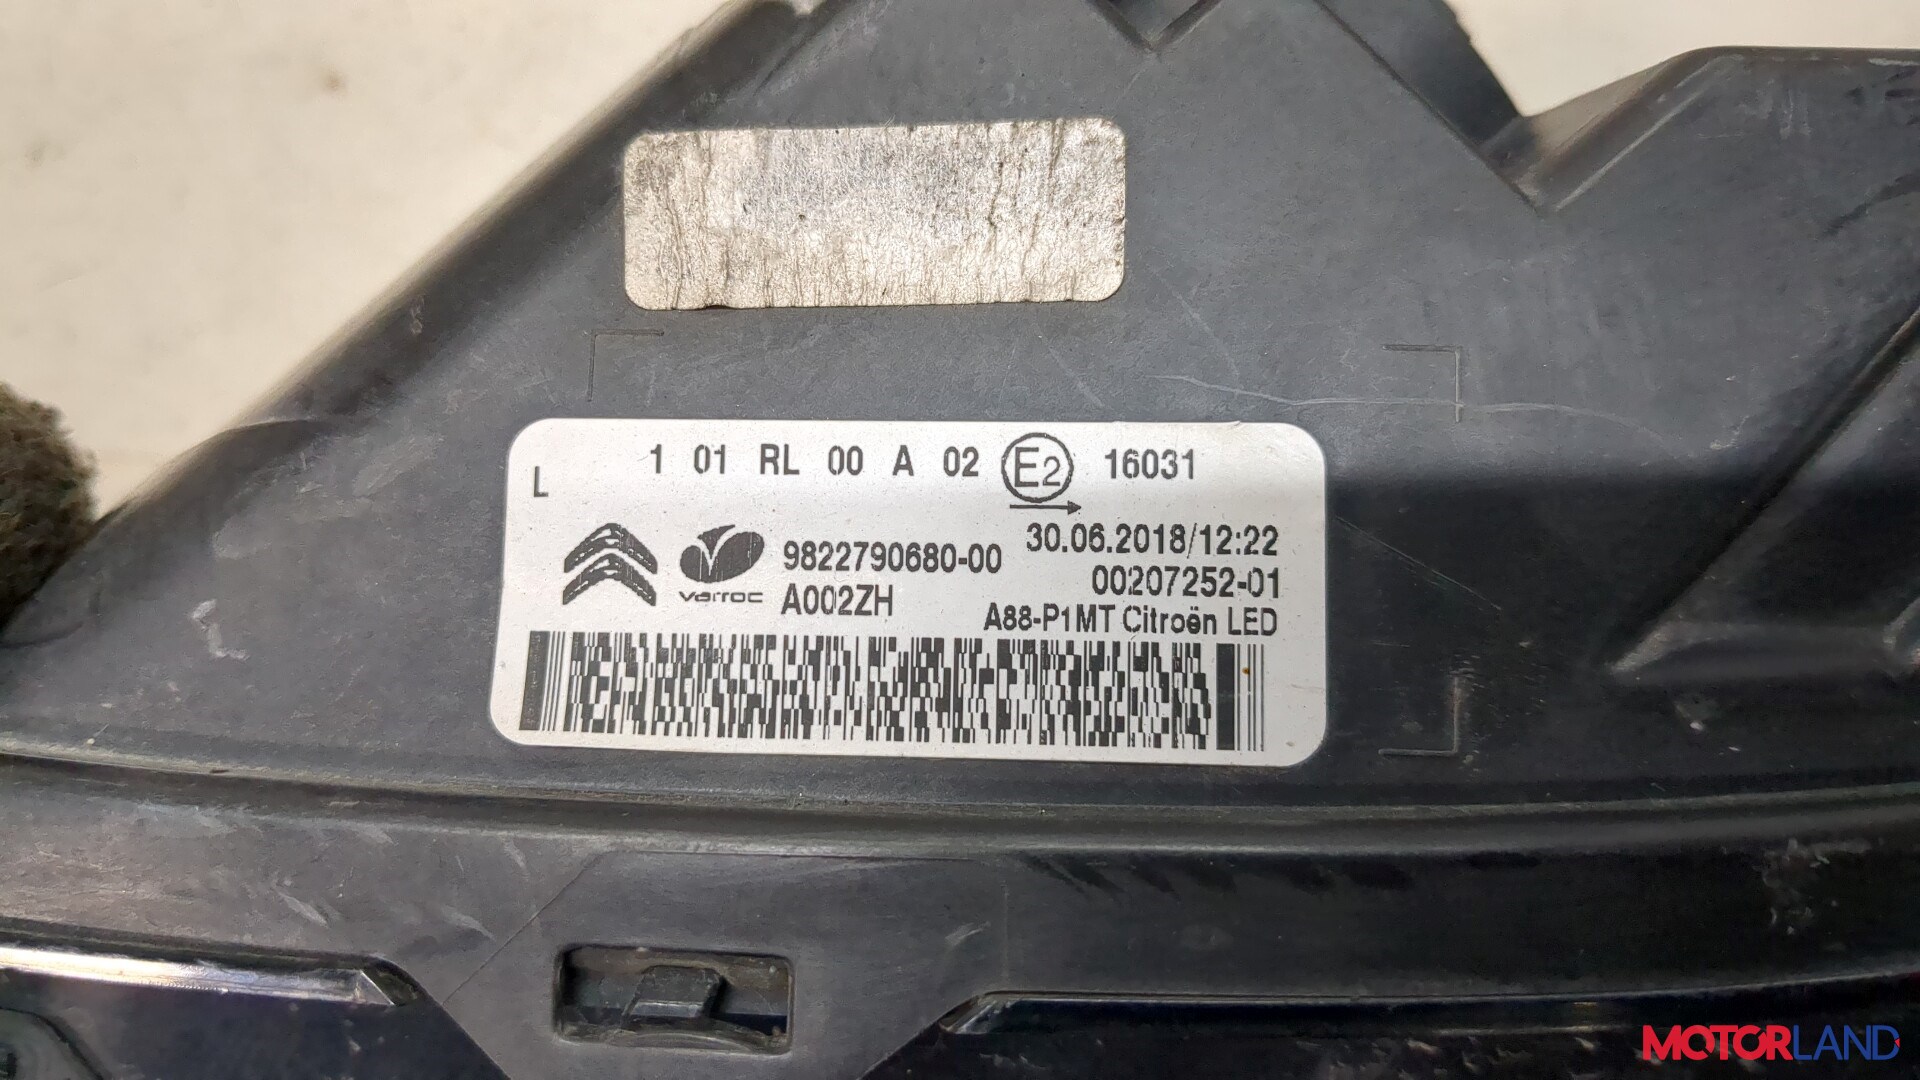 1 01 RL 00 A 02 E2 16031
L
30.06.2018/12:22
varroc 9822790680-00
00207252-01
A002ZH
A88-P1MT Citroën LED
MOTORLAND